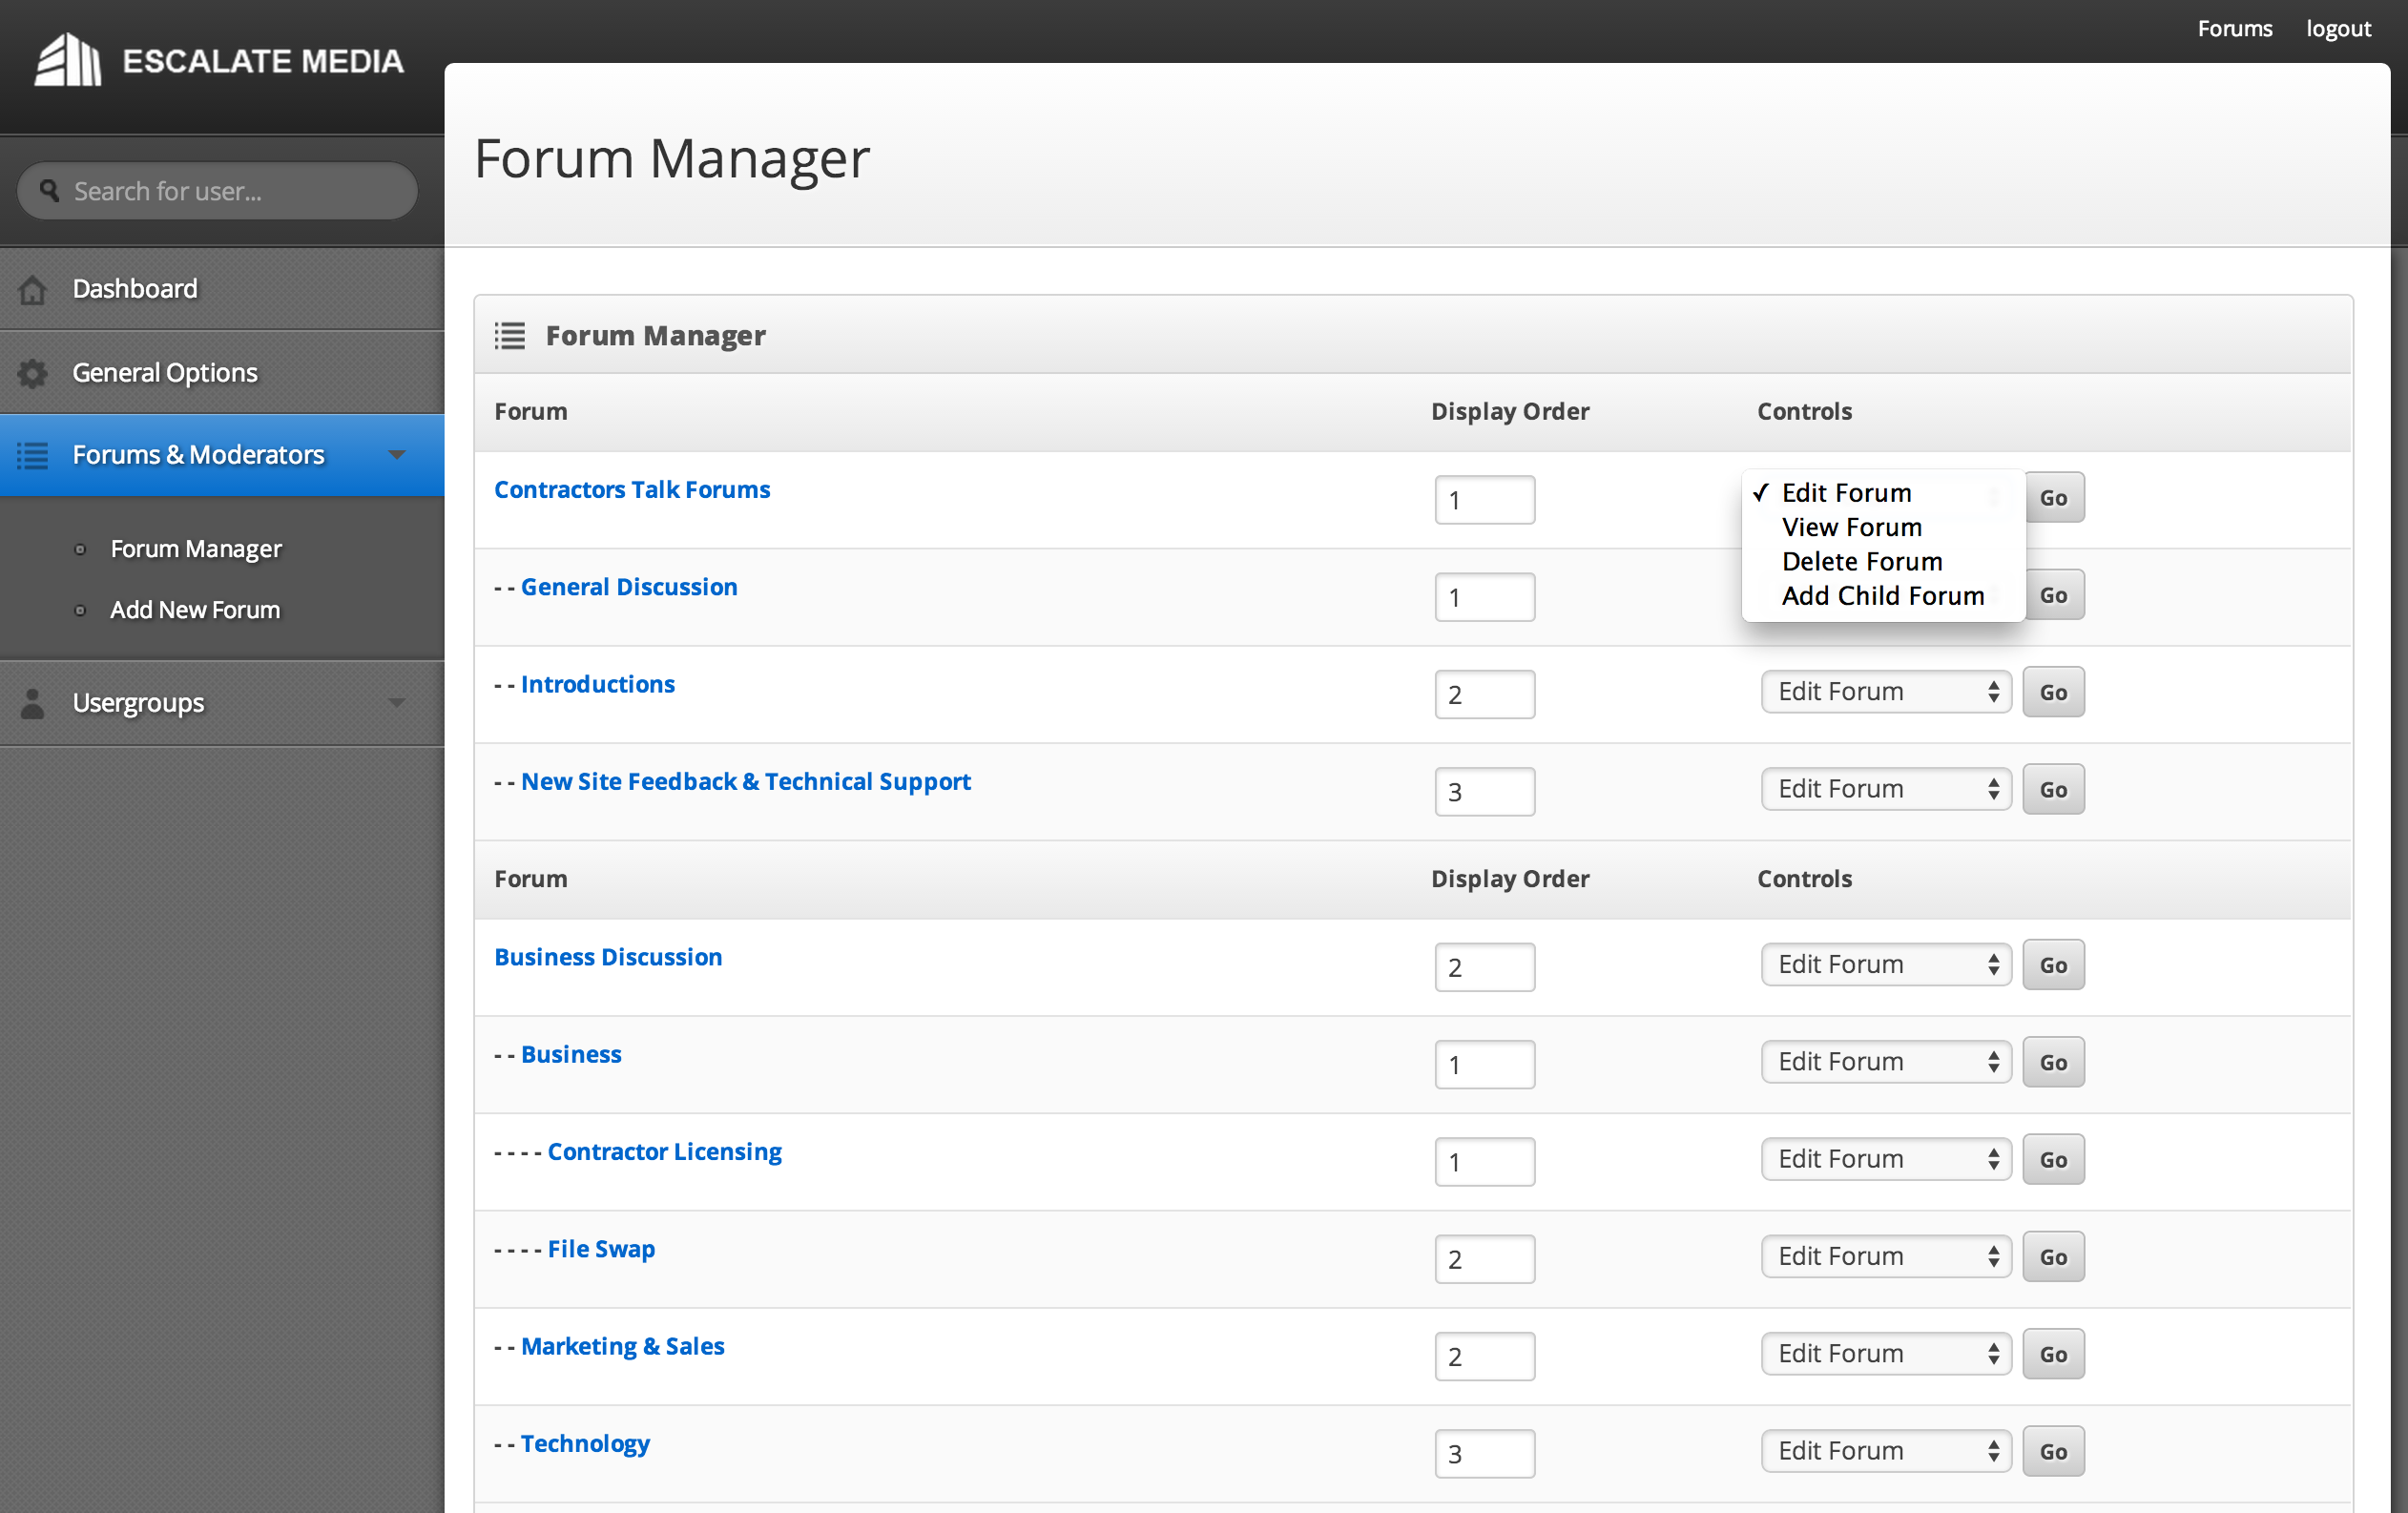 Forums logout
ESCALATE MEDIA
Search for user...
Dashboard
General Options
Forums & Moderators
Forum Manager
Add New Forum
Usergroups
Forum Manager
Forum Manager
Forum Display Order Controls
Contractors Talk Forums 1 Go
✓ Edit Forum
View Forum
Delete Forum
Add Child Forum
- - General Discussion 1 Go
- - Introductions 2 Edit Forum Go
- - New Site Feedback & Technical Support 3 Edit Forum Go
Forum Display Order Controls
Business Discussion 2 Edit Forum Go
- - Business 1 Edit Forum Go
- - - - Contractor Licensing 1 Edit Forum Go
- - - - File Swap 2 Edit Forum Go
- - Marketing & Sales 2 Edit Forum Go
- - Technology 3 Edit Forum Go